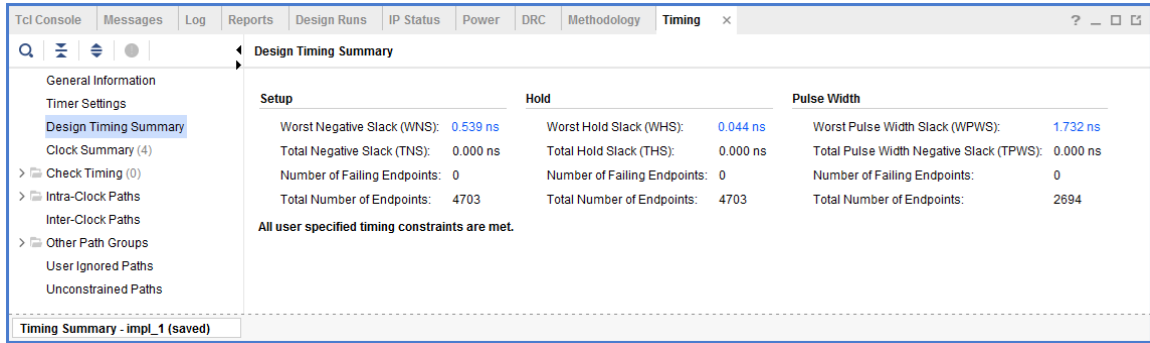 Tcl Console Messages Log Reports Design Runs IP Status Power DRC Methodology Timing × ? _
Design Timing Summary
General Information
Timer Settings
Design Timing Summary
Clock Summary (4)
> Check Timing (0)
> Intra-Clock Paths
Inter-Clock Paths
> Other Path Groups
User Ignored Paths
Unconstrained Paths
Setup Hold Pulse Width
Worst Negative Slack (WNS): 0.539 ns Worst Hold Slack (WHS): 0.044 ns Worst Pulse Width Slack (WPWS): 1.732 ns
Total Negative Slack (TNS): 0.000 ns Total Hold Slack (THS): 0.000 ns Total Pulse Width Negative Slack (TPWS): 0.000 ns
Number of Failing Endpoints: 0 Number of Failing Endpoints: 0 Number of Failing Endpoints: 0
Total Number of Endpoints: 4703 Total Number of Endpoints: 4703 Total Number of Endpoints: 2694
All user specified timing constraints are met.
Timing Summary - impl_1 (saved)